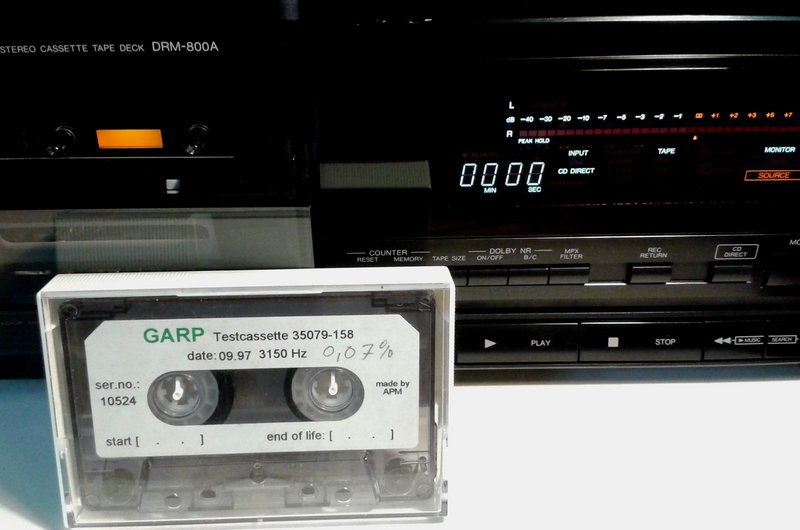 STEREO CASSETTE TAPE DECK DRM-800A
L
dB -40 -30 -20 -10 -7 -5 -3 -2 -1 00 +1 +2 +3 +5 +7
R
PEAK HOLD
INPUT TAPE MONITOR
CD DIRECT SOURCE
00 00
MIN SEC
COUNTER
RESET MEMORY
TAPE SIZE
DOLBY NR
ON/OFF B/C
MPX
FILTER
REC
RETURN
CD
DIRECT
PLAY
STOP
MUSIC SEARCH
GARP Testcassette 35079-158
date: 09.97 3150 Hz 0,07%
ser.no.:
10524
made by
APM
start [ . . ]
end of life: [ . . ]